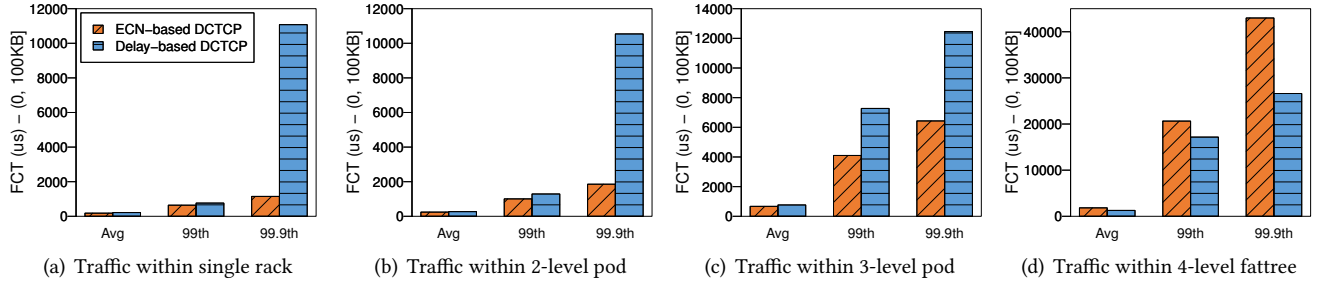 FCT (us) − (0, 100KB]
12000
10000
8000
6000
4000
2000
0
ECN−based DCTCP
Delay−based DCTCP
Avg 99th 99.9th
(a) Traffic within single rack
FCT (us) − (0, 100KB]
12000
10000
8000
6000
4000
2000
0
Avg 99th 99.9th
(b) Traffic within 2-level pod
FCT (us) − (0, 100KB]
14000
12000
10000
8000
6000
4000
2000
0
Avg 99th 99.9th
(c) Traffic within 3-level pod
FCT (us) − (0, 100KB]
40000
30000
20000
10000
0
Avg 99th 99.9th
(d) Traffic within 4-level fattree